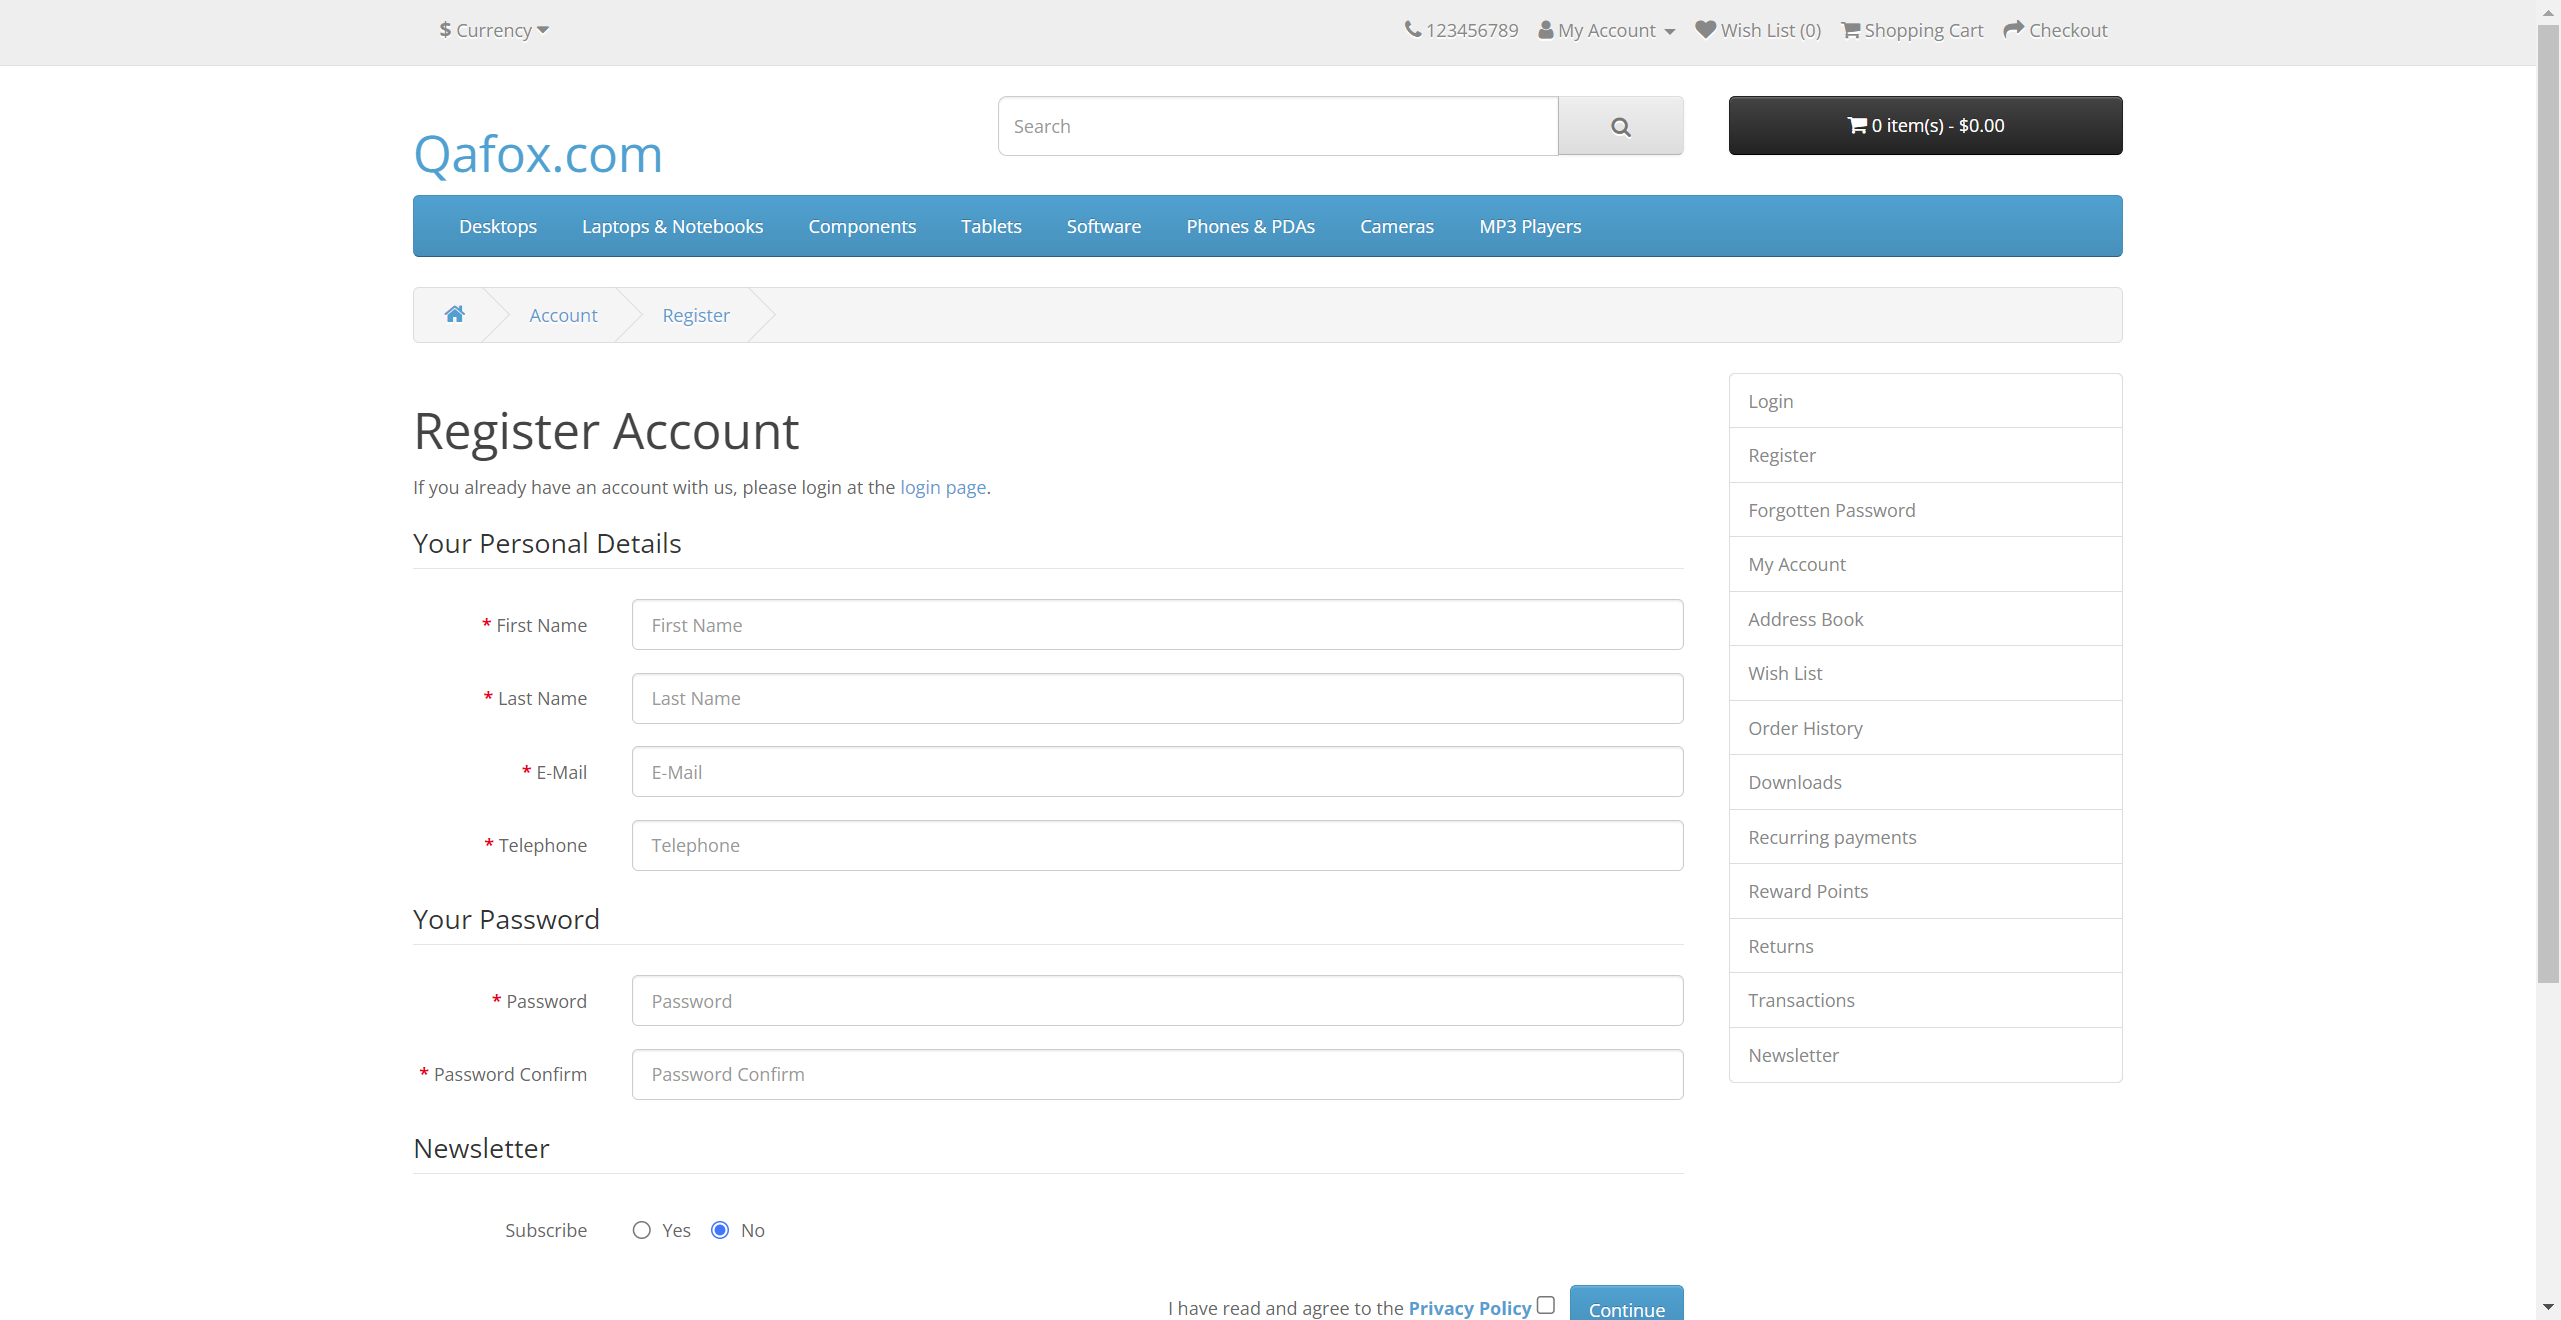 $ Currency
123456789 My Account Wish List (0) Shopping Cart Checkout
Qafox.com
Search
0 item(s) - $0.00
Desktops Laptops & Notebooks Components Tablets Software Phones & PDAs Cameras MP3 Players
Account Register
Register Account
If you already have an account with us, please login at the login page.
Your Personal Details
* First Name First Name
* Last Name Last Name
* E-Mail E-Mail
* Telephone Telephone
Your Password
* Password Password
* Password Confirm Password Confirm
Newsletter
Subscribe Yes No
I have read and agree to the Privacy Policy Continue
Login
Register
Forgotten Password
My Account
Address Book
Wish List
Order History
Downloads
Recurring payments
Reward Points
Returns
Transactions
Newsletter